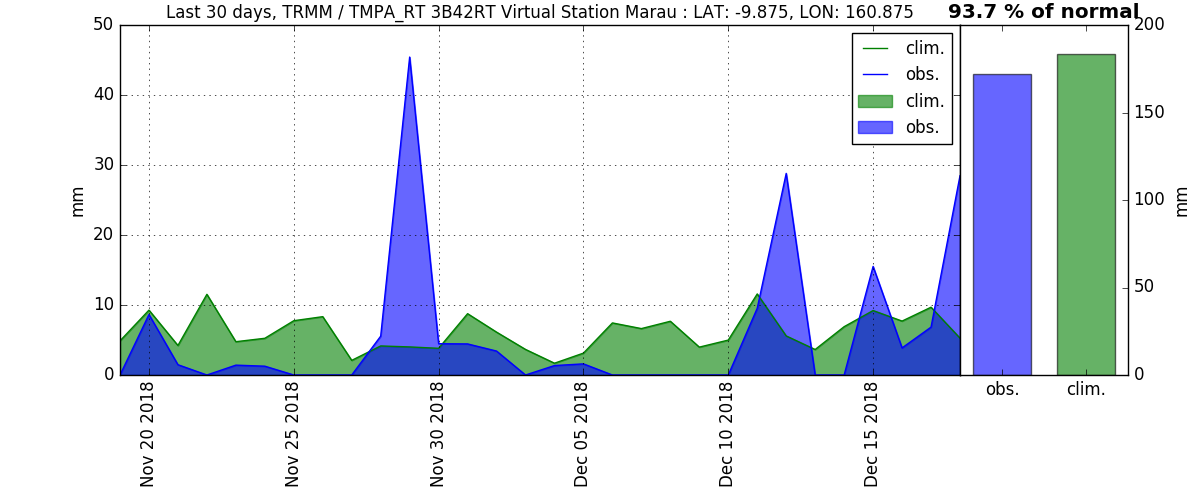 Last 30 days, TRMM / TMPA_RT 3B42RT Virtual Station Marau : LAT: -9.875, LON: 160.875
93.7 % of normal
50
40
30
20
10
0
mm
clim.
obs.
clim.
obs.
200
150
100
50
0
mm
obs.
clim.
Nov 20 2018
Nov 25 2018
Nov 30 2018
Dec 05 2018
Dec 10 2018
Dec 15 2018